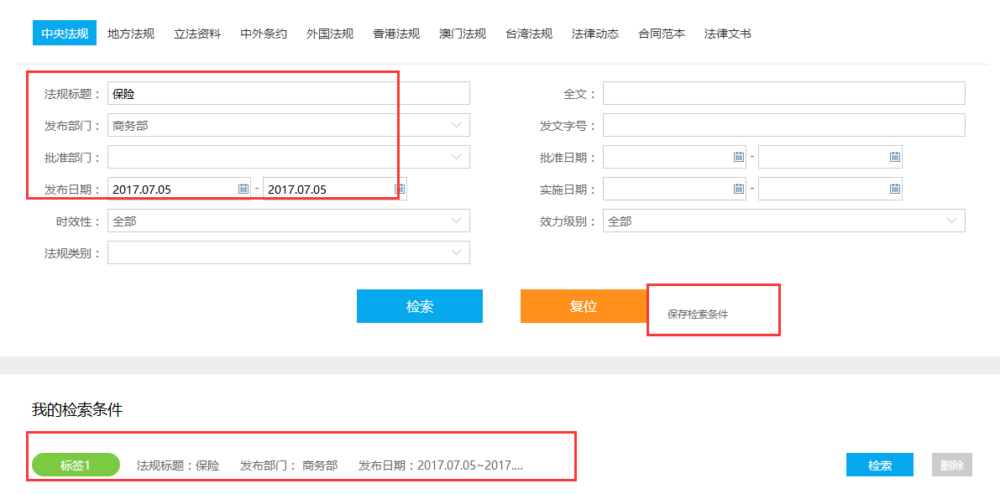 中央法规 地方法规 立法资料 中外条约 外国法规 香港法规 澳门法规 台湾法规 法律动态 合同范本 法律文书
法规标题： 保险 全文：
发布部门： 商务部 发文字号：
批准部门： 批准日期： -
发布日期： 2017.07.05 - 2017.07.05 实施日期： -
时效性： 全部 效力级别： 全部
法规类别：
检索 复位 保存检索条件
我的检索条件
标签1 法规标题：保险 发布部门： 商务部 发布日期：2017.07.05~2017.... 检索 删除